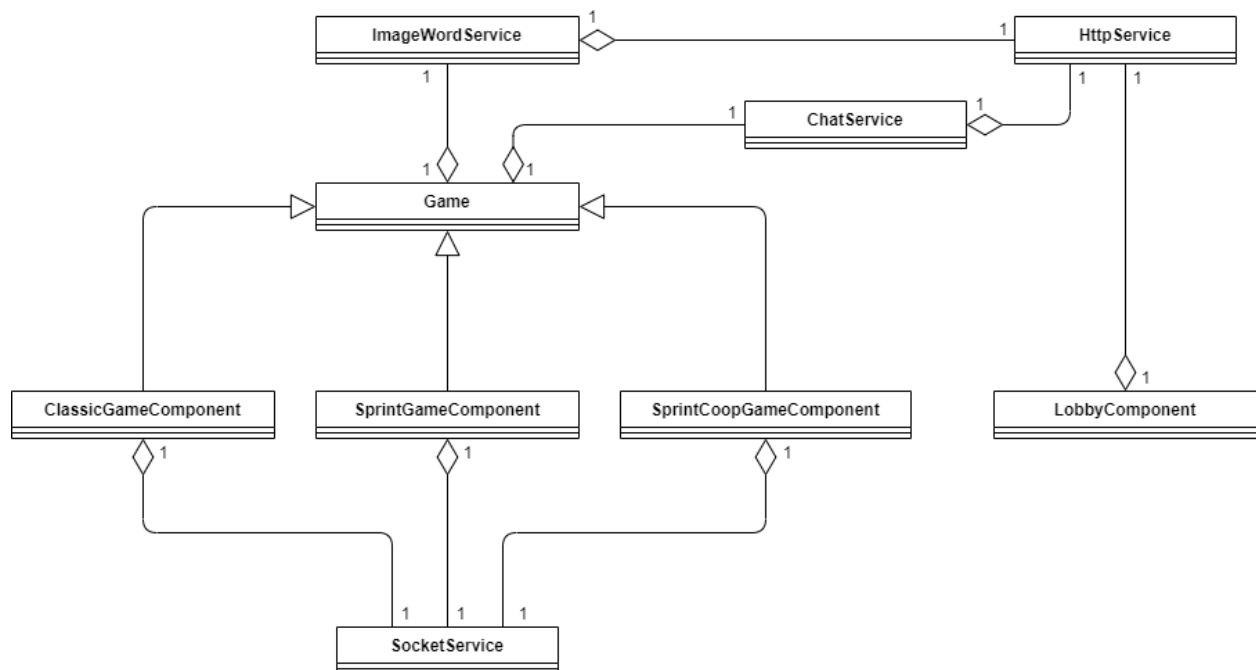 ImageWordService
1
1
HttpService
1
1
1
1
ChatService
1
1
1
1
Game
ClassicGameComponent
SprintGameComponent
SprintCoopGameComponent
1
LobbyComponent
1
1
1
1
1
1
SocketService